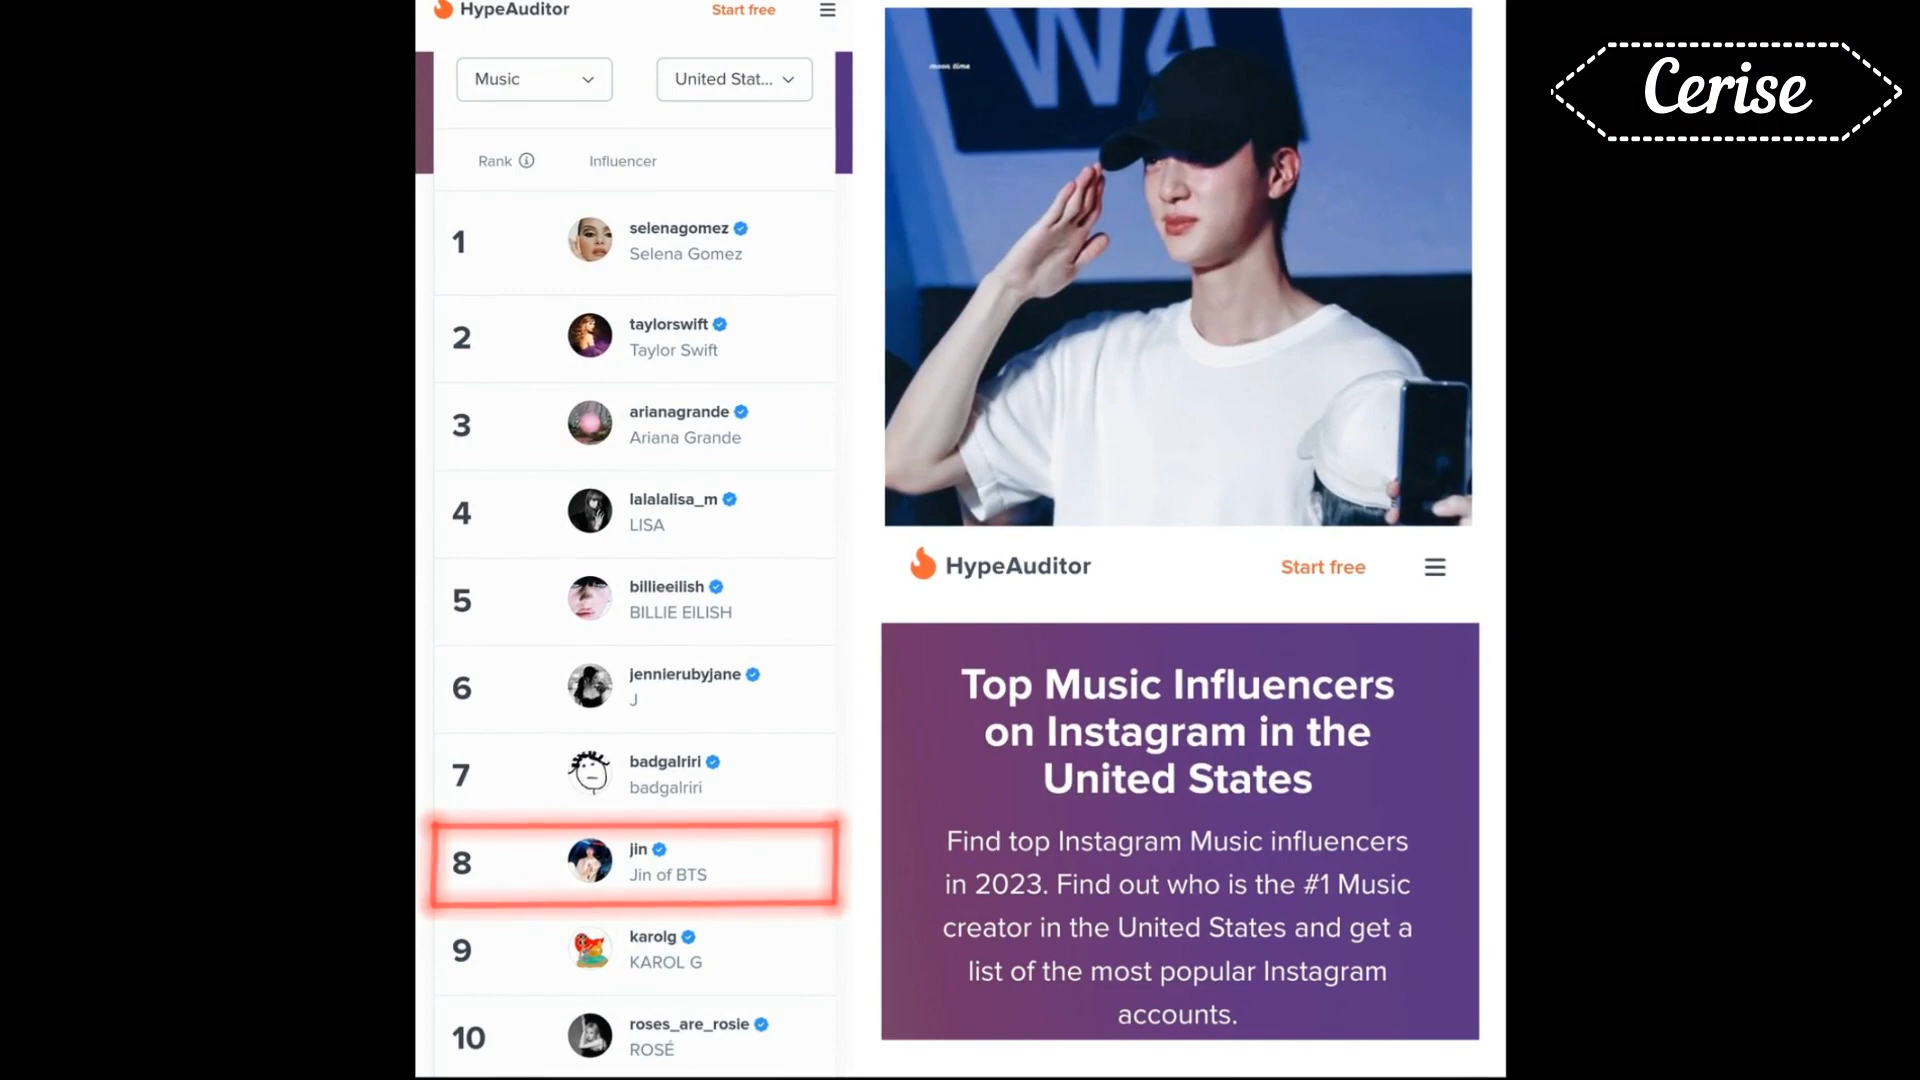 HypeAuditor
Start free
Music
United Stat...
Rank
Influencer
1
selenagomez
Selena Gomez
2
taylorswift
Taylor Swift
3
arianagrande
Ariana Grande
4
lalalalisa_m
LISA
5
billieeilish
BILLIE EILISH
6
jennierubyjane
J
7
badgalriri
badgalriri
8
jin
Jin of BTS
9
karolg
KAROL G
10
roses_are_rosie
ROSÉ
moon time
HypeAuditor
Start free
Top Music Influencers
on Instagram in the
United States
Find top Instagram Music influencers
in 2023. Find out who is the #1 Music
creator in the United States and get a
list of the most popular Instagram
accounts.
Cerise